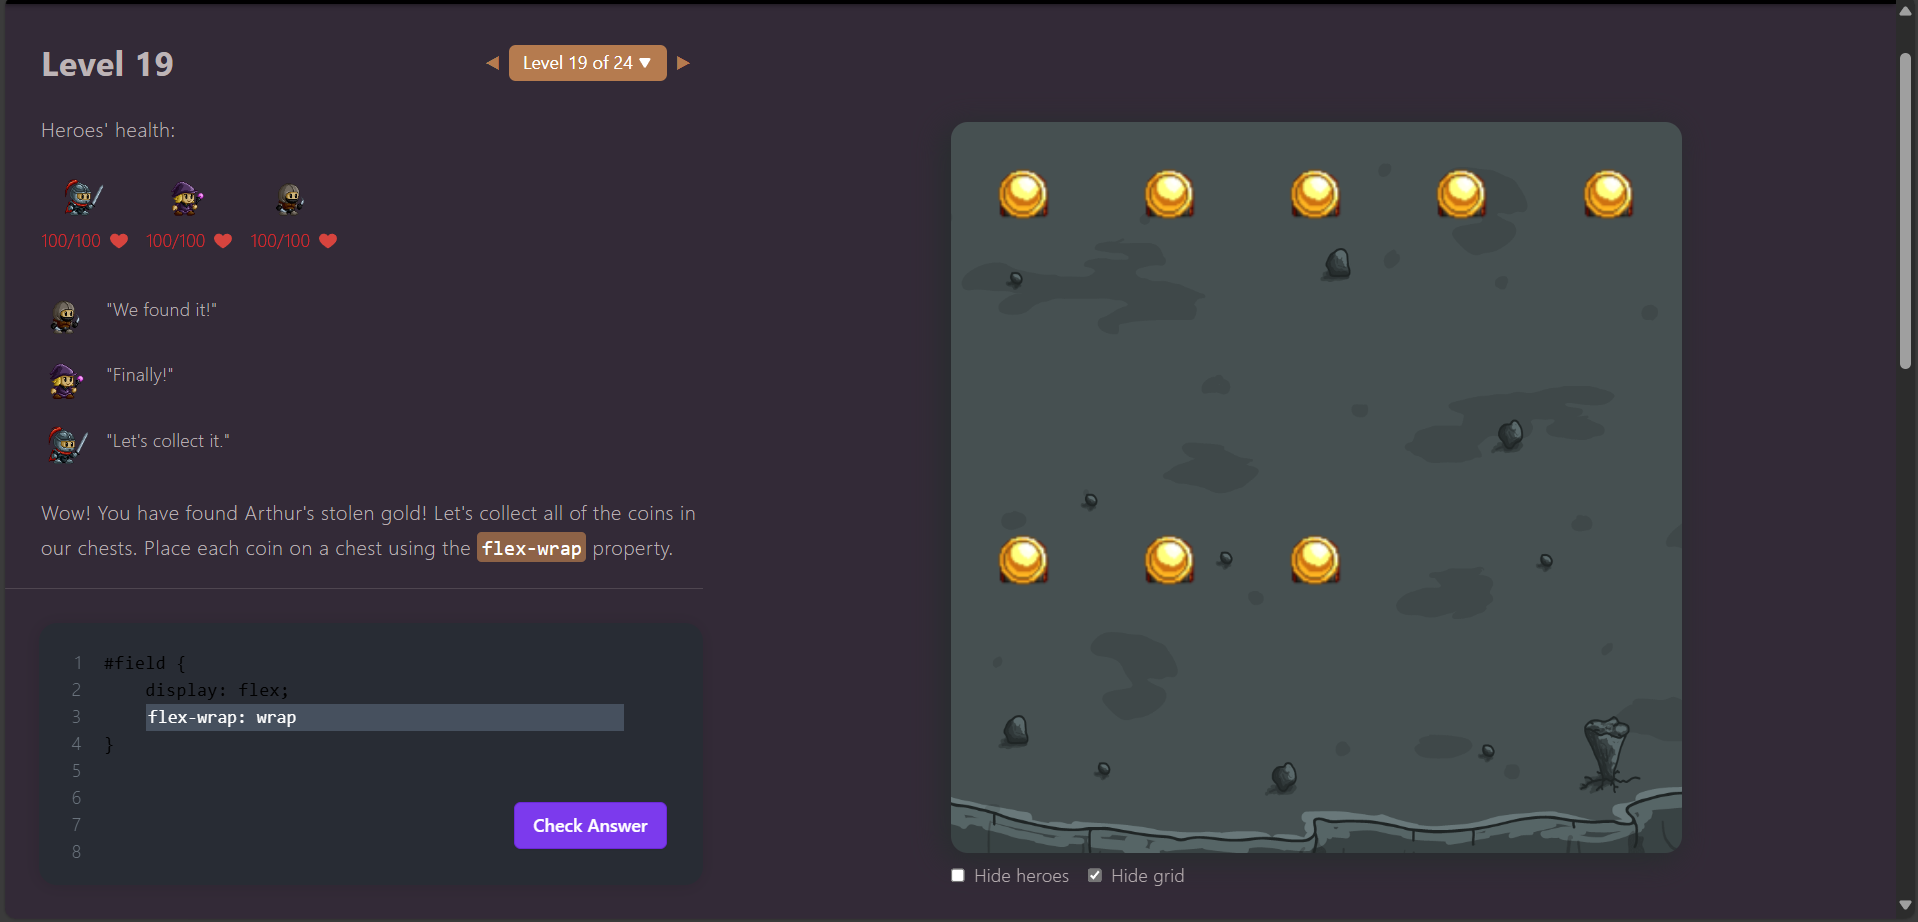 Level 19
◀ Level 19 of 24 ▼ ▶
Heroes' health:
100/100 ❤ 100/100 ❤ 100/100 ❤
"We found it!"
"Finally!"
"Let's collect it."
Wow! You have found Arthur's stolen gold! Let's collect all of the coins in
our chests. Place each coin on a chest using the flex-wrap property.
1 #field {
2 display: flex;
3 flex-wrap: wrap
4 }
5
6
7
8
Check Answer
Hide heroes Hide grid